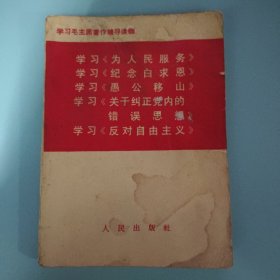 学习毛主席著作辅导读物
学习《为人民服务》
学习《纪念白求恩》
学习《愚公移山》
学习《关于纠正党内的
错误思想》
学习《反对自由主义》
人民出版社